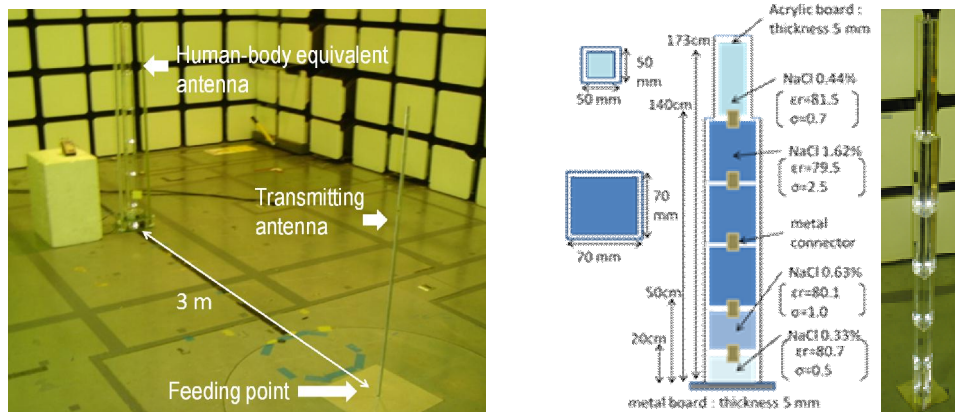 Human-body equivalent
antenna
Transmitting
antenna
3 m
Feeding point
Acrylic board :
thickness 5 mm
173cm
50
mm
50 mm
140cm
NaCl 0.44%
εr=81.5
σ=0.7
NaCl 1.62%
εr=79.5
σ=2.5
70
mm
70 mm
metal
connector
NaCl 0.63%
εr=80.1
σ=1.0
50cm
20cm
NaCl 0.33%
εr=80.7
σ=0.5
metal board : thickness 5 mm